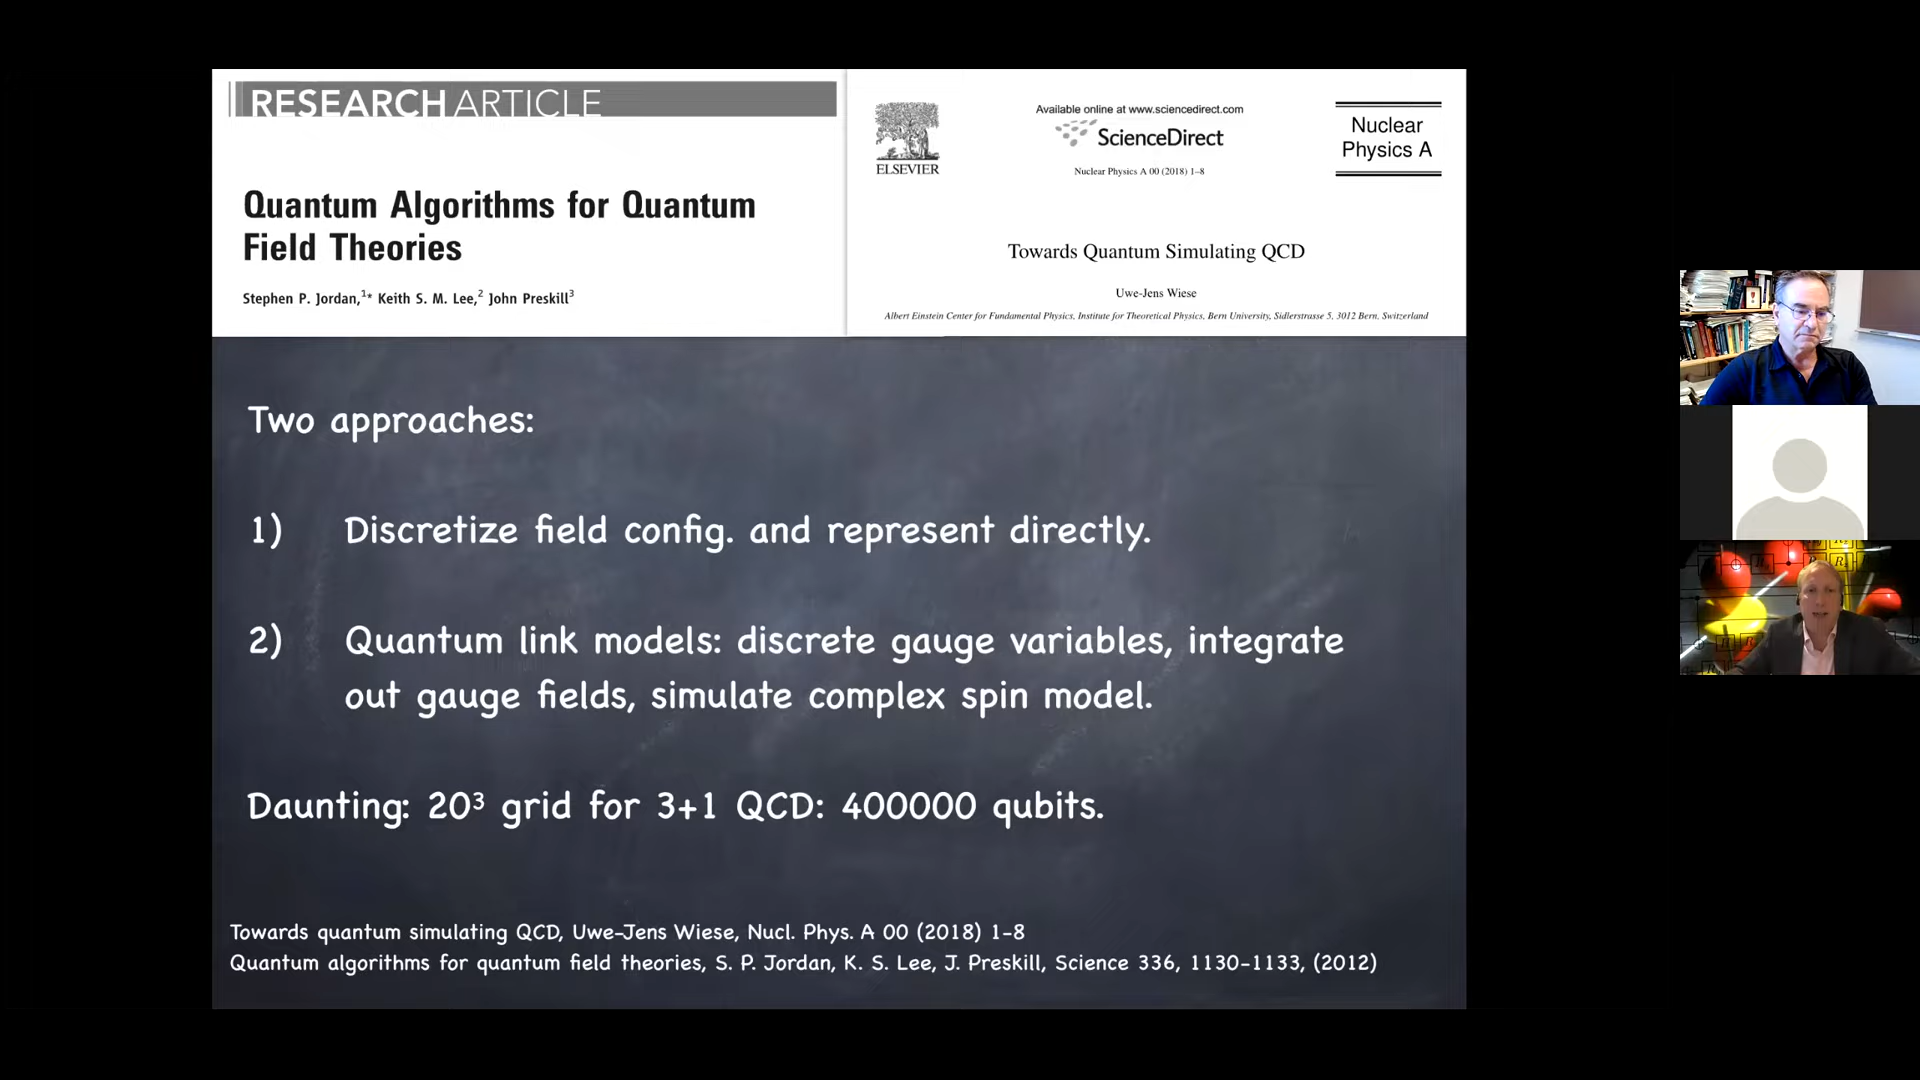 RESEARCH ARTICLE
Quantum Algorithms for Quantum
Field Theories
Stephen P. Jordan,¹* Keith S. M. Lee,² John Preskill³
ELSEVIER
Available online at www.sciencedirect.com
ScienceDirect
Nuclear Physics A 00 (2018) 1–8
Nuclear
Physics A
Towards Quantum Simulating QCD
Uwe-Jens Wiese
Albert Einstein Center for Fundamental Physics, Institute for Theoretical Physics, Bern University, Sidlerstrasse 5, 3012 Bern, Switzerland
Two approaches:
1) Discretize field config. and represent directly.
2) Quantum link models: discrete gauge variables, integrate
out gauge fields, simulate complex spin model.
Daunting: 20³ grid for 3+1 QCD: 400000 qubits.
Towards quantum simulating QCD, Uwe-Jens Wiese, Nucl. Phys. A 00 (2018) 1-8
Quantum algorithms for quantum field theories, S. P. Jordan, K. S. Lee, J. Preskill, Science 336, 1130-1133, (2012)